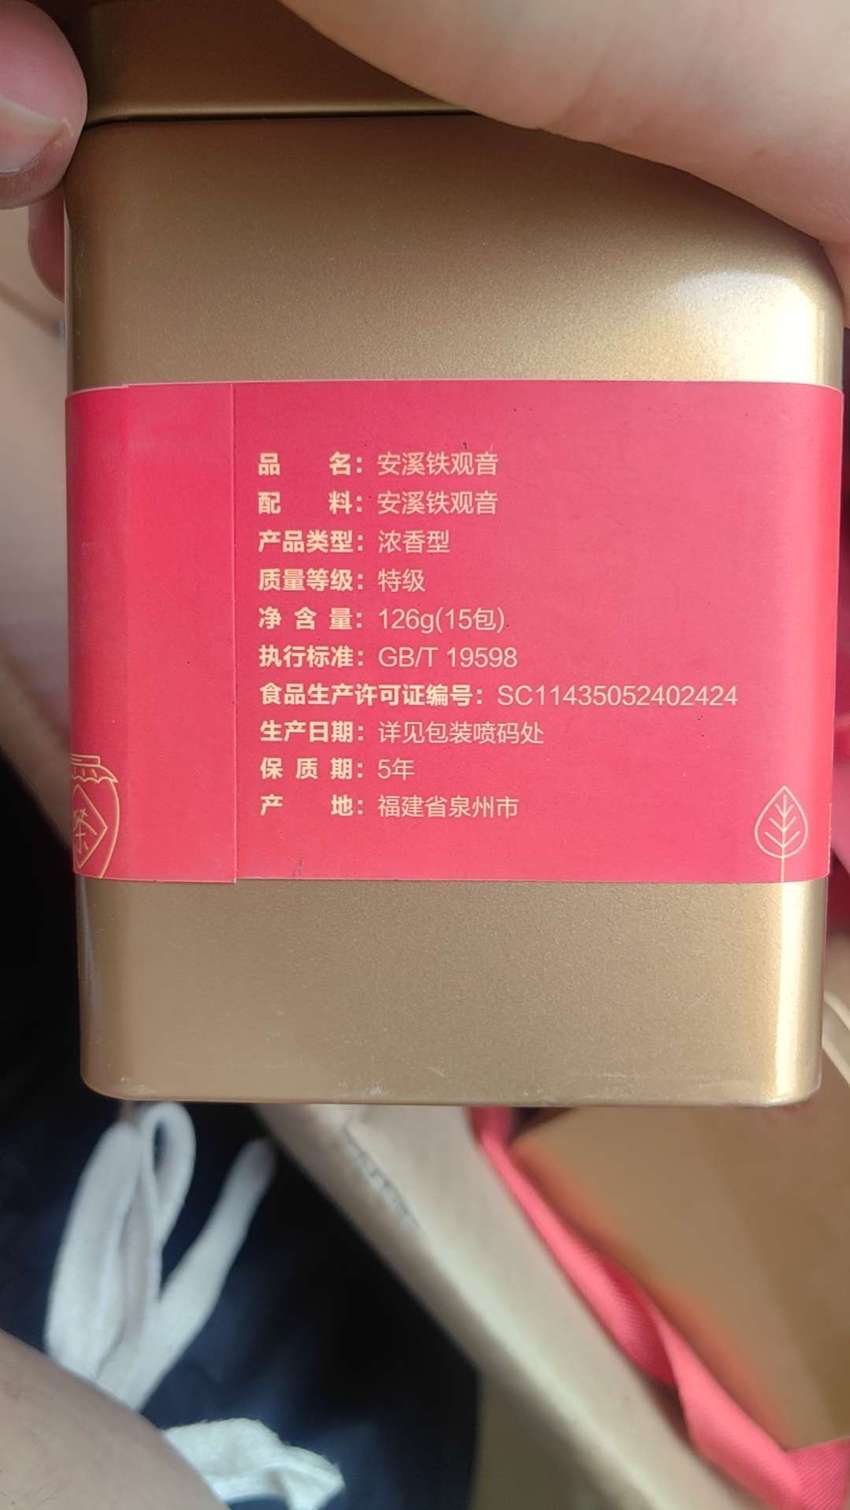 品名：安溪铁观音
配料：安溪铁观音
产品类型：浓香型
质量等级：特级
净含量：126g(15包)
执行标准：GB/T 19598
食品生产许可证编号：SC11435052402424
生产日期：详见包装喷码处
保质期：5年
产地：福建省泉州市
茶